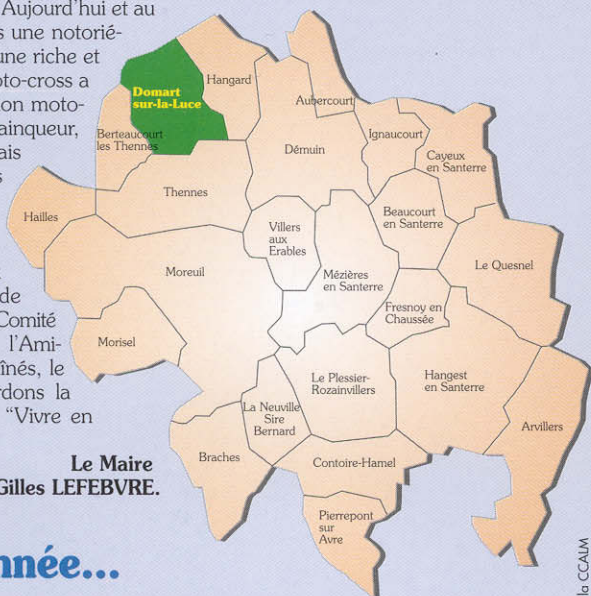 Aujourd'hui et au
s une notorié-
une riche et
oto-cross a
on moto-
ainqueur,
ais
s
de
Comité
l'Ami-
înés, le
rdons la
"Vivre en
Le Maire
Gilles LEFEBVRE.
nnée...
Hangard
Domart
sur-la-Luce
Aubercourt
Berteaucourt
les Thennes
Démuin
Ignaucourt
Cayeux
en Santerre
Thennes
Hailles
Villers
aux
Erables
Beaucourt
en Santerre
Moreuil
Mézières
en Santerre
Le Quesnel
Fresnoy en
Chaussée
Morisel
Le Plessier-
Rozainvillers
Hangest
en Santerre
La Neuville
Sire
Bernard
Arvillers
Braches
Contoire-Hamel
Pierrepont
sur
Avre
la CCALM